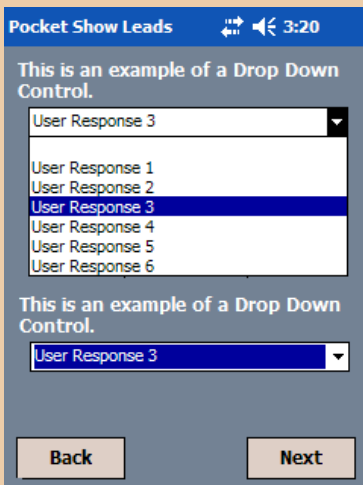 Pocket Show Leads 3:20
This is an example of a Drop Down
Control.
User Response 3
User Response 1
User Response 2
User Response 3
User Response 4
User Response 5
User Response 6
This is an example of a Drop Down
Control.
User Response 3
Back Next